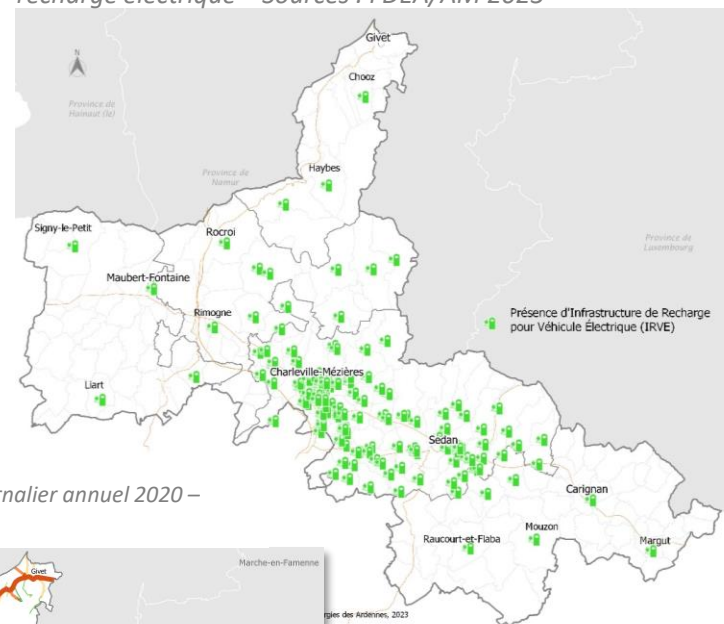 recharge électrique – Sources : FDEA/AM 2023
N
Givet
Chooz
Province de
Hainaut (le)
Haybes
Province de
Namur
Signy-le-Petit
Rocroi
Province de
Luxembourg
Maubert-Fontaine
Rimogne
Présence d'Infrastructure de Recharge
pour Véhicule Électrique (IRVE)
Charleville-Mézières
Liart
Sedan
rnalier annuel 2020 –
Carignan
Mouzon
Raucourt-et-Flaba
Margut
Givet
Marche-en-Famenne
rgies des Ardennes, 2023